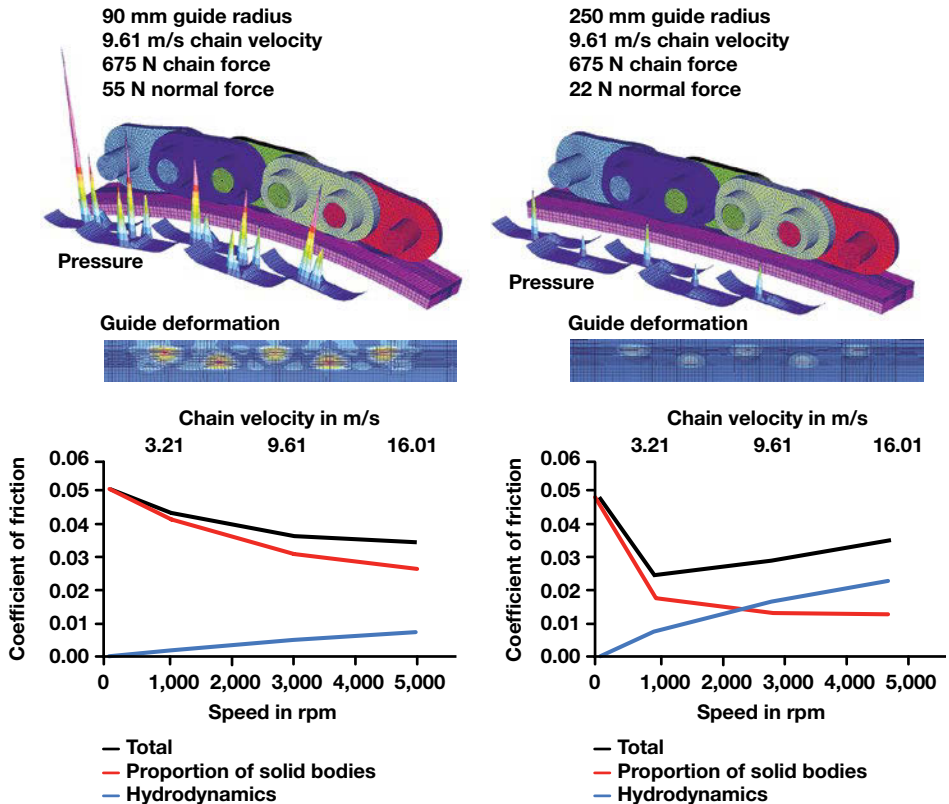 90 mm guide radius
9.61 m/s chain velocity
675 N chain force
55 N normal force
Pressure
Guide deformation
Chain velocity in m/s
3.21 9.61 16.01
Coefficient of friction
0.06
0.05
0.04
0.03
0.02
0.01
0.00
0 1,000 2,000 3,000 4,000 5,000
Speed in rpm
Total
Proportion of solid bodies
Hydrodynamics
250 mm guide radius
9.61 m/s chain velocity
675 N chain force
22 N normal force
Pressure
Guide deformation
Chain velocity in m/s
3.21 9.61 16.01
Coefficient of friction
0.06
0.05
0.04
0.03
0.02
0.01
0.00
0 1,000 2,000 3,000 4,000 5,000
Speed in rpm
Total
Proportion of solid bodies
Hydrodynamics